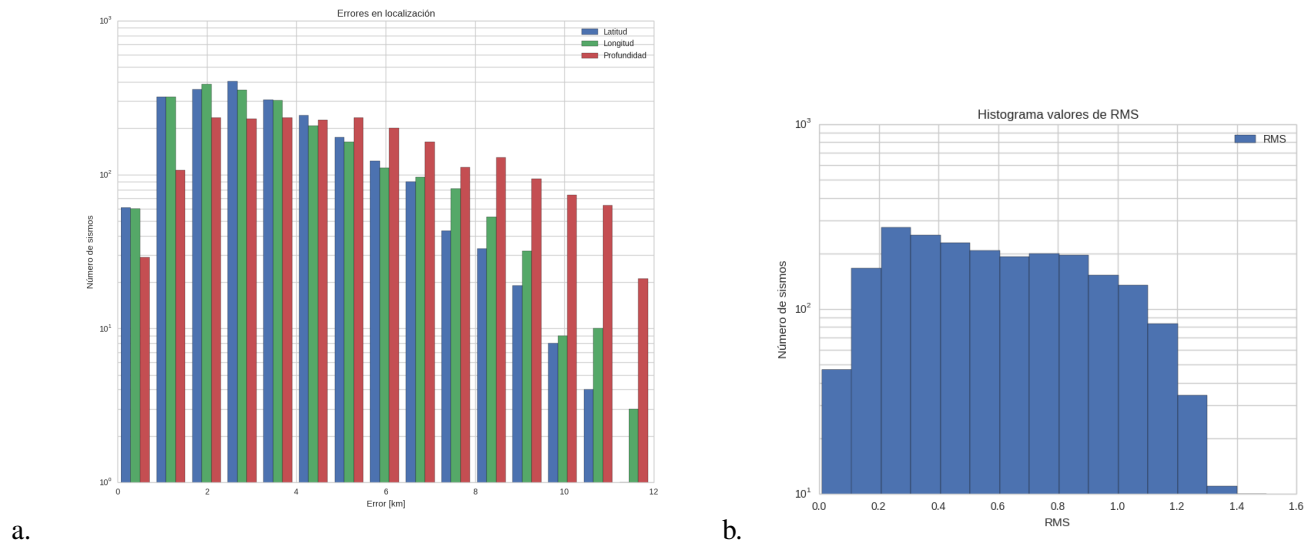 Errores en localización
10³
Latitud
Longitud
Profundidad
10²
Número de sismos
10¹
10⁰
0 2 4 6 8 10 12
Error [km]
a.
Histograma valores de RMS
10³
RMS
Número de sismos
10²
10¹
0.0 0.2 0.4 0.6 0.8 1.0 1.2 1.4 1.6
RMS
b.